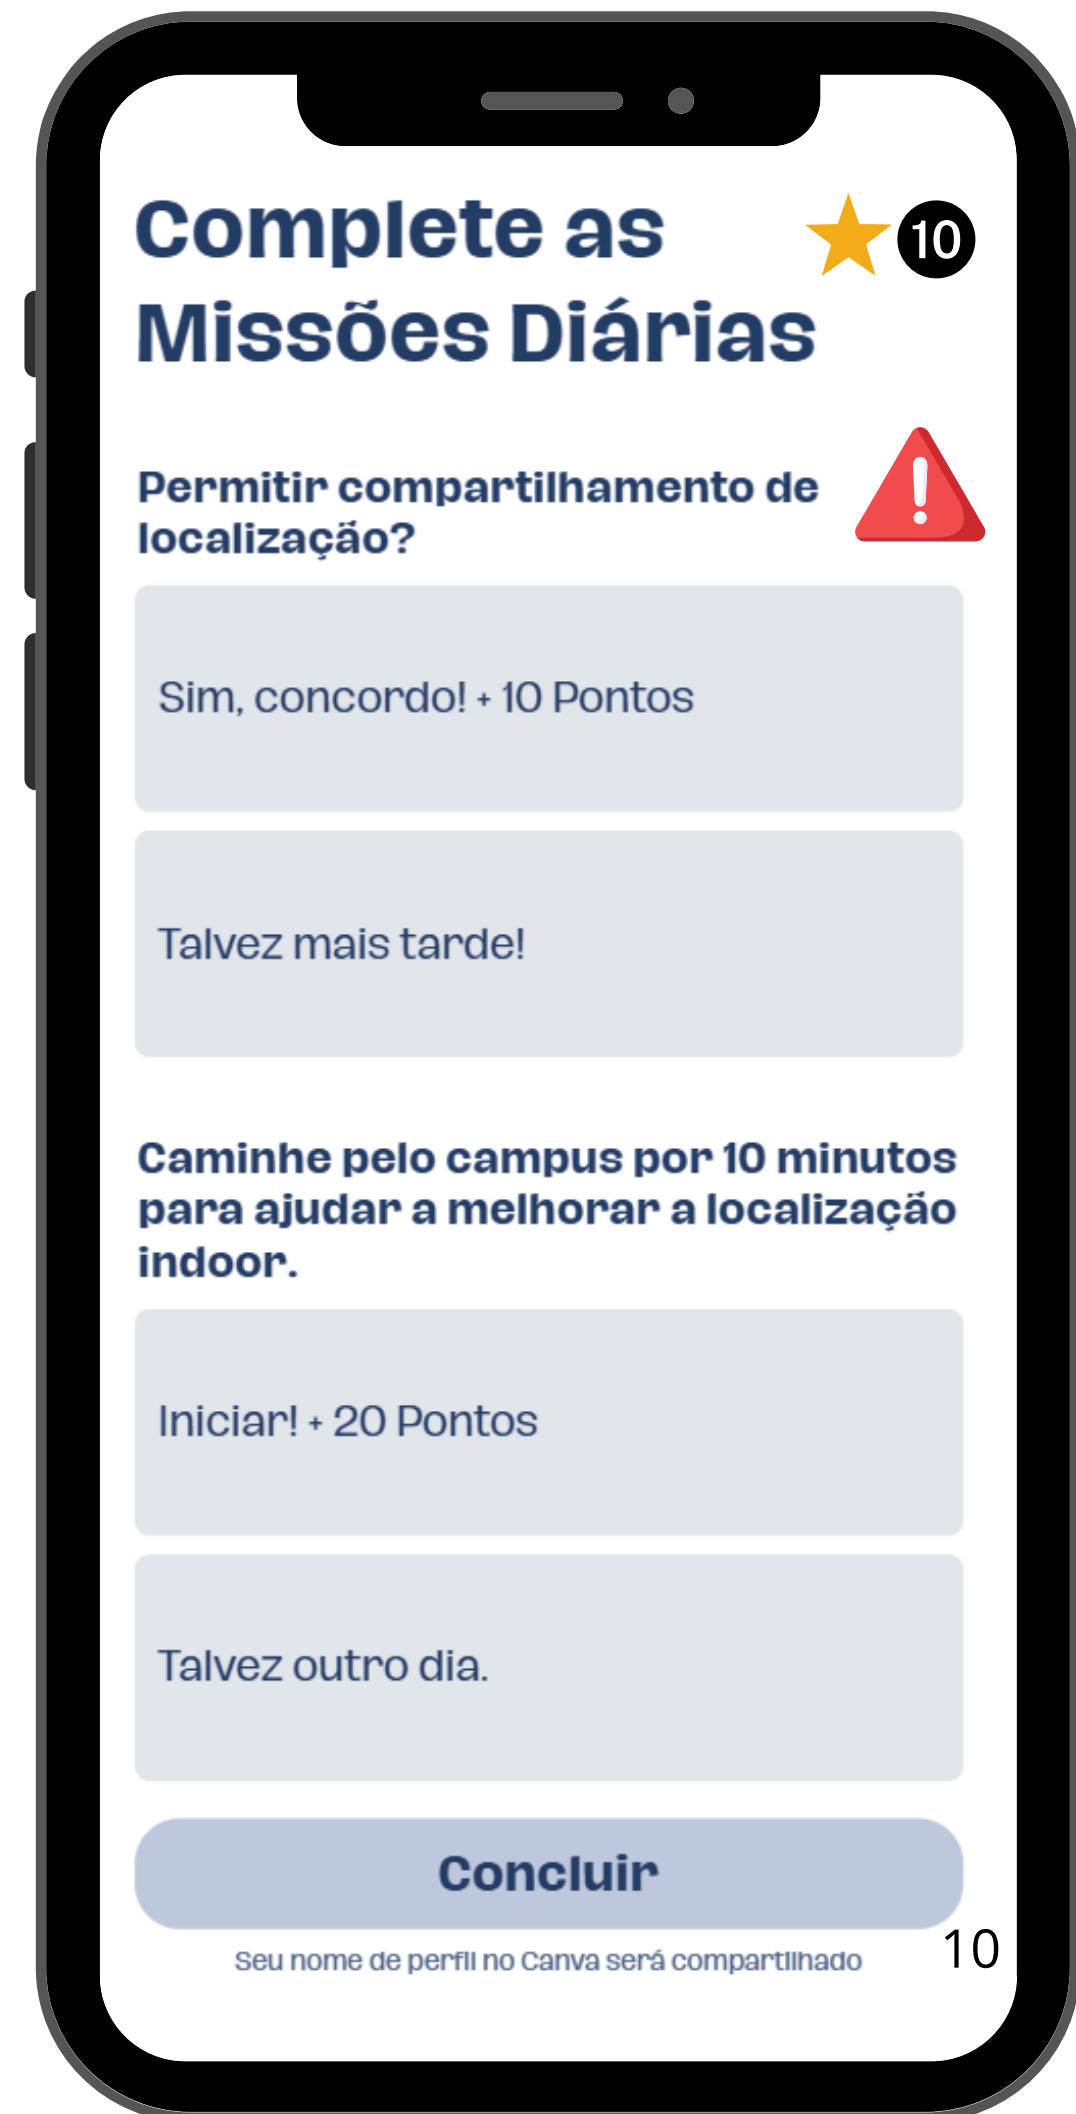 Complete as
10
Missões Diárias
Permitir compartilhamento de
localização?
Sim, concordo! + 10 Pontos
Talvez mais tarde!
Caminhe pelo campus por 10 minutos
para ajudar a melhorar a localização
indoor.
Iniciar! + 20 Pontos
Talvez outro dia.
Concluir
Seu nome de perfil no Canva será compartilhado
10